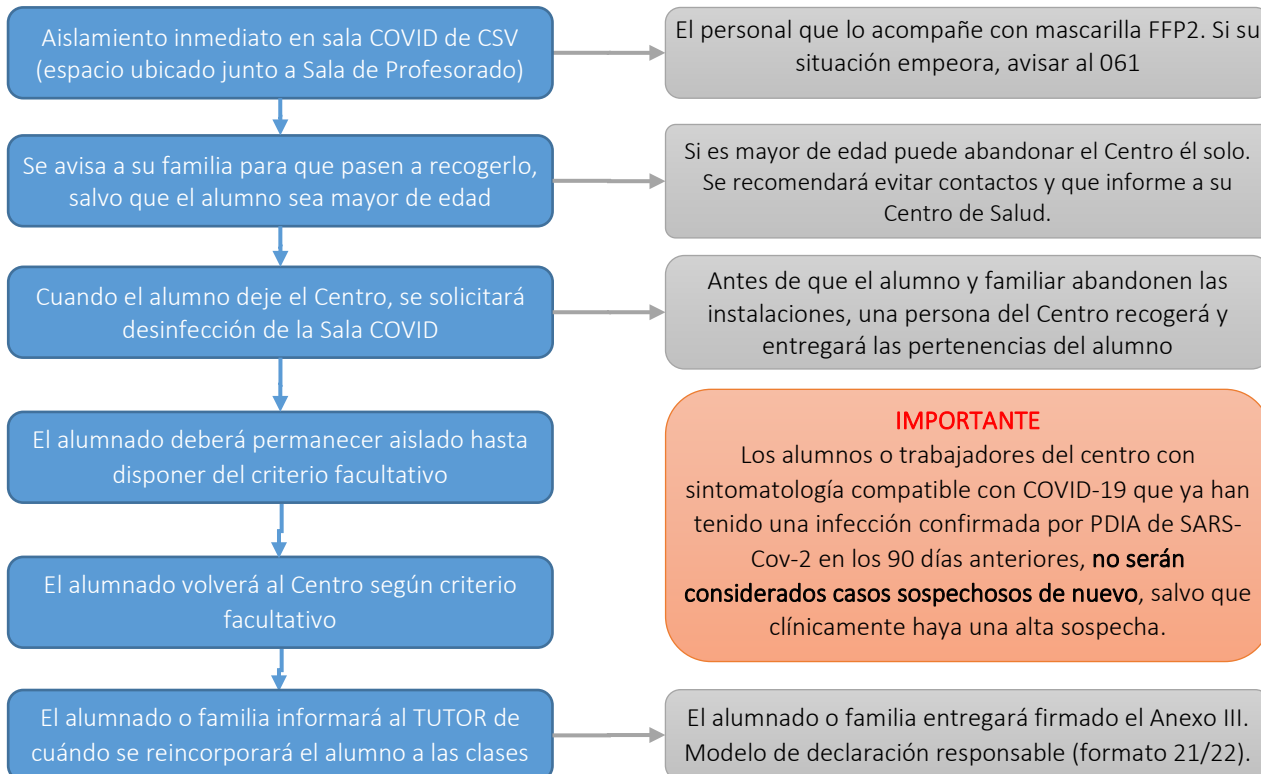 Aislamiento inmediato en sala COVID de CSV
(espacio ubicado junto a Sala de Profesorado)
El personal que lo acompañe con mascarilla FFP2. Si su
situación empeora, avisar al 061
Se avisa a su familia para que pasen a recogerlo,
salvo que el alumno sea mayor de edad
Si es mayor de edad puede abandonar el Centro él solo.
Se recomendará evitar contactos y que informe a su
Centro de Salud.
Cuando el alumno deje el Centro, se solicitará
desinfección de la Sala COVID
Antes de que el alumno y familiar abandonen las
instalaciones, una persona del Centro recogerá y
entregará las pertenencias del alumno
El alumnado deberá permanecer aislado hasta
disponer del criterio facultativo
IMPORTANTE
Los alumnos o trabajadores del centro con
sintomatología compatible con COVID-19 que ya han
tenido una infección confirmada por PDIA de SARS-
Cov-2 en los 90 días anteriores, no serán
considerados casos sospechosos de nuevo, salvo que
clínicamente haya una alta sospecha.
El alumnado volverá al Centro según criterio
facultativo
El alumnado o familia informará al TUTOR de
cuándo se reincorporará el alumno a las clases
El alumnado o familia entregará firmado el Anexo III.
Modelo de declaración responsable (formato 21/22).